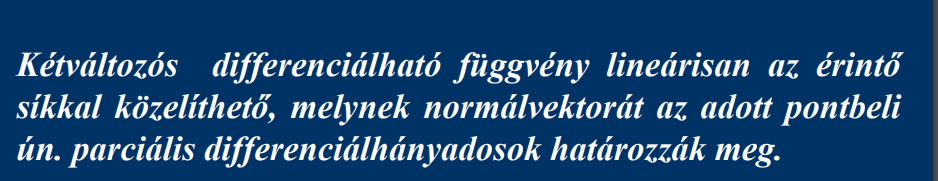 Kétváltozós differenciálható függvény lineárisan az érintő
síkkal közelíthető, melynek normálvektorát az adott pontbeli
ún. parciális differenciálhányadosok határozzák meg.